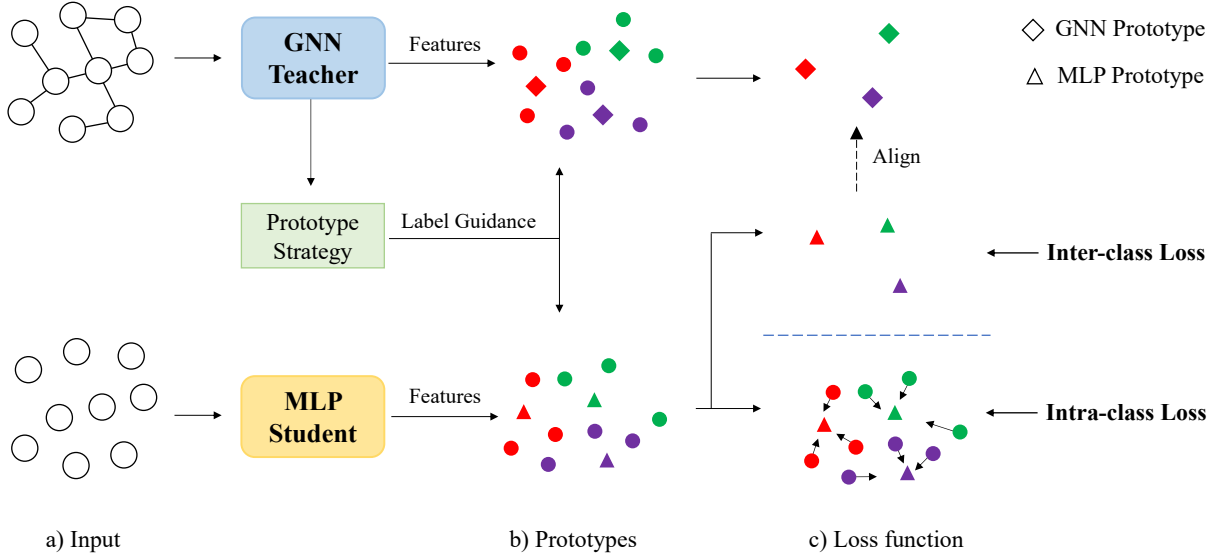 GNN
Teacher
Features
GNN Prototype
MLP Prototype
Align
Prototype
Strategy
Label Guidance
Inter-class Loss
MLP
Student
Features
Intra-class Loss
a) Input
b) Prototypes
c) Loss function